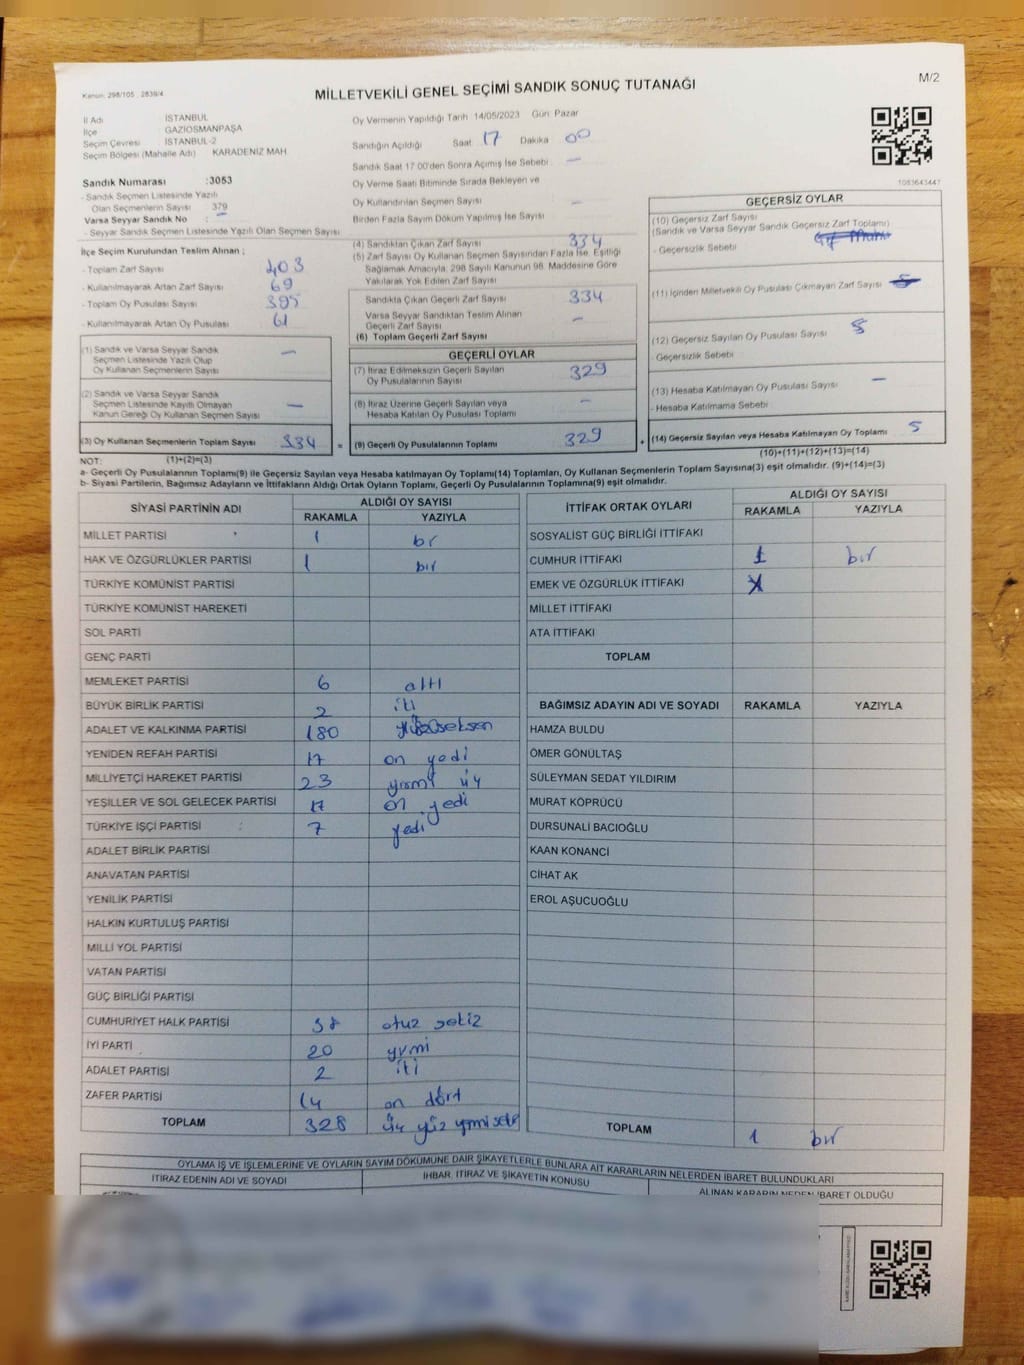 Kanun: 298/105 , 2839/4
M/2
MİLLETVEKİLİ GENEL SEÇİMİ SANDIK SONUÇ TUTANAĞI
İl Adı İSTANBUL
İlçe GAZİOSMANPAŞA
Seçim Çevresi İSTANBUL-2
Seçim Bölgesi (Mahalle Adı) KARADENİZ MAH.
Sandık Numarası :3053
- Sandık Seçmen Listesinde Yazılı
Olan Seçmenlerin Sayısı 379
Varsa Seyyar Sandık No : –
- Seyyar Sandık Seçmen Listesinde Yazılı Olan Seçmen Sayısı
İlçe Seçim Kurulundan Teslim Alınan ;
- Toplam Zarf Sayısı 403
- Kullanılmayarak Artan Zarf Sayısı 69
- Toplam Oy Pusulası Sayısı 395
- Kullanılmayarak Artan Oy Pusulası 61
(1) Sandık ve Varsa Seyyar Sandık
Seçmen Listesinde Yazılı Olup
Oy Kullanan Seçmenlerin Sayısı –
(2) Sandık ve Varsa Seyyar Sandık
Seçmen Listesinde Kayıtlı Olmayan
Kanun Gereği Oy Kullanan Seçmen Sayısı –
(3) Oy Kullanan Seçmenlerin Toplam Sayısı 334 =
(1)+(2)=(3)
Oy Vermenin Yapıldığı Tarih 14/05/2023 Gün Pazar
Sandığın Açıldığı Saat 17 Dakika 00
Sandık Saat 17:00'den Sonra Açılmış İse Sebebi –
Oy Verme Saati Bitiminde Sırada Bekleyen ve
Oy Kullandırılan Seçmen Sayısı –
Birden Fazla Sayım Döküm Yapılmış İse Sayısı
(4) Sandıktan Çıkan Zarf Sayısı 334
(5) Zarf Sayısı Oy Kullanan Seçmen Sayısından Fazla İse, Eşitliği
Sağlamak Amacıyla, 298 Sayılı Kanunun 98. Maddesine Göre
Yakılarak Yok Edilen Zarf Sayısı
Sandıkta Çıkan Geçerli Zarf Sayısı 334
Varsa Seyyar Sandıktan Teslim Alınan
Geçerli Zarf Sayısı –
(6) Toplam Geçerli Zarf Sayısı
GEÇERLİ OYLAR
(7) İtiraz Edilmeksizin Geçerli Sayılan
Oy Pusulalarının Sayısı 329
(8) İtiraz Üzerine Geçerli Sayılan veya
Hesaba Katılan Oy Pusulası Toplamı –
(9) Geçerli Oy Pusulalarının Toplamı 329 +
1083643447
GEÇERSİZ OYLAR
(10) Geçersiz Zarf Sayısı
(Sandık ve Varsa Seyyar Sandık Geçersiz Zarf Toplamı)
- Geçersizlik Sebebi
(11) İçinden Milletvekili Oy Pusulası Çıkmayan Zarf Sayısı
(12) Geçersiz Sayılan Oy Pusulası Sayısı 5
- Geçersizlik Sebebi
(13) Hesaba Katılmayan Oy Pusulası Sayısı –
- Hesaba Katılmama Sebebi
(14) Geçersiz Sayılan veya Hesaba Katılmayan Oy Toplamı 5
(10)+(11)+(12)+(13)=(14)
NOT:
a- Geçerli Oy Pusulalarının Toplamı(9) ile Geçersiz Sayılan veya Hesaba katılmayan Oy Toplamı(14) Toplamları, Oy Kullanan Seçmenlerin Toplam Sayısına(3) eşit olmalıdır. (9)+(14)=(3)
b- Siyasi Partilerin, Bağımsız Adayların ve İttifakların Aldığı Ortak Oyların Toplamı, Geçerli Oy Pusulalarının Toplamına(9) eşit olmalıdır.
SİYASİ PARTİNİN ADI ALDIĞI OY SAYISI
RAKAMLA YAZIYLA
MİLLET PARTİSİ 1 bir
HAK VE ÖZGÜRLÜKLER PARTİSİ 1 bir
TÜRKİYE KOMÜNİST PARTİSİ
TÜRKİYE KOMÜNİST HAREKETİ
SOL PARTİ
GENÇ PARTİ
MEMLEKET PARTİSİ 6 altı
BÜYÜK BİRLİK PARTİSİ 2 iki
ADALET VE KALKINMA PARTİSİ 180 yüzseksen
YENİDEN REFAH PARTİSİ 17 on yedi
MİLLİYETÇİ HAREKET PARTİSİ 23 yirmi üç
YEŞİLLER VE SOL GELECEK PARTİSİ 17 on yedi
TÜRKİYE İŞÇİ PARTİSİ 7 yedi
ADALET BİRLİK PARTİSİ
ANAVATAN PARTİSİ
YENİLİK PARTİSİ
HALKIN KURTULUŞ PARTİSİ
MİLLİ YOL PARTİSİ
VATAN PARTİSİ
GÜÇ BİRLİĞİ PARTİSİ
CUMHURİYET HALK PARTİSİ 38 otuz sekiz
İYİ PARTİ 20 yirmi
ADALET PARTİSİ 2 iki
ZAFER PARTİSİ 14 on dört
TOPLAM 328 üç yüz yirmisekiz
İTTİFAK ORTAK OYLARI ALDIĞI OY SAYISI
RAKAMLA YAZIYLA
SOSYALİST GÜÇ BİRLİĞİ İTTİFAKI
CUMHUR İTTİFAKI 1 bir
EMEK VE ÖZGÜRLÜK İTTİFAKI
MİLLET İTTİFAKI
ATA İTTİFAKI
TOPLAM
BAĞIMSIZ ADAYIN ADI VE SOYADI RAKAMLA YAZIYLA
HAMZA BULDU
ÖMER GÖNÜLTAŞ
SÜLEYMAN SEDAT YILDIRIM
MURAT KÖPRÜCÜ
DURSUNALİ BACIOĞLU
KAAN KONANCI
CİHAT AK
EROL AŞUCUOĞLU
TOPLAM 1 bir
OYLAMA İŞ VE İŞLEMLERİNE VE OYLARIN SAYIM DÖKÜMÜNE DAİR ŞİKAYETLERLE BUNLARA AİT KARARLARIN NELERDEN İBARET BULUNDUKLARI
İTİRAZ EDENİN ADI VE SOYADI İHBAR, İTİRAZ VE ŞİKAYETİN KONUSU ALINAN KARARIN NEDEN İBARET OLDUĞU